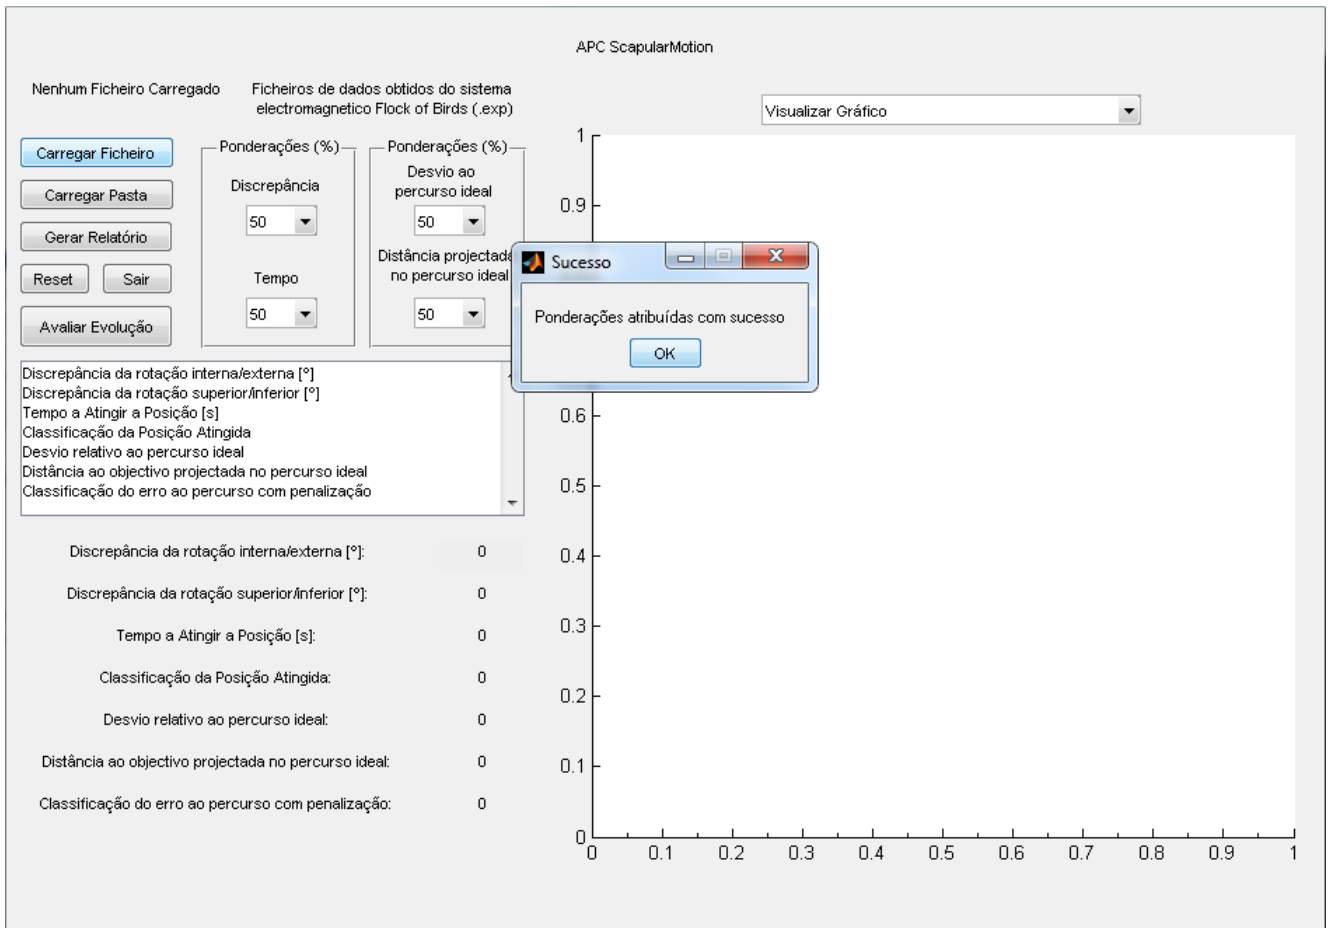 APC ScapularMotion
Nenhum Ficheiro Carregado
Ficheiros de dados obtidos do sistema
electromagnetico Flock of Birds (.exp)
Visualizar Gráfico
Carregar Ficheiro
Carregar Pasta
Gerar Relatório
Reset
Sair
Avaliar Evolução
Ponderações (%)
Discrepância
50
Tempo
50
Ponderações (%)
Desvio ao
percurso ideal
50
Distância projectada
no percurso ideal
50
Sucesso
Ponderações atribuídas com sucesso
OK
Discrepância da rotação interna/externa [º]
Discrepância da rotação superior/inferior [º]
Tempo a Atingir a Posição [s]
Classificação da Posição Atingida
Desvio relativo ao percurso ideal
Distância ao objectivo projectada no percurso ideal
Classificação do erro ao percurso com penalização
Discrepância da rotação interna/externa [º]: 0
Discrepância da rotação superior/inferior [º]: 0
Tempo a Atingir a Posição [s]: 0
Classificação da Posição Atingida: 0
Desvio relativo ao percurso ideal: 0
Distância ao objectivo projectada no percurso ideal: 0
Classificação do erro ao percurso com penalização: 0
1
0.9
0.6
0.5
0.4
0.3
0.2
0.1
0
0 0.1 0.2 0.3 0.4 0.5 0.6 0.7 0.8 0.9 1